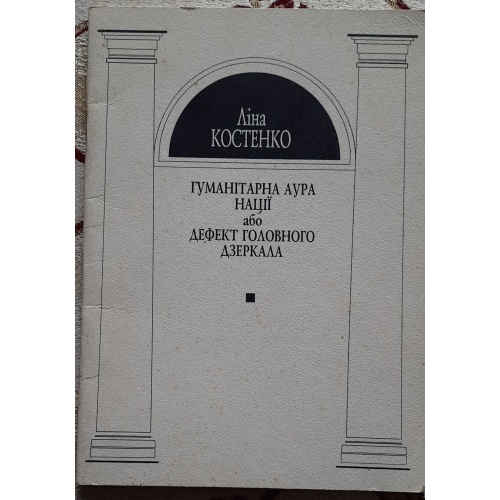 Ліна
КОСТЕНКО
ГУМАНІТАРНА АУРА
НАЦІЇ
або
ДЕФЕКТ ГОЛОВНОГО
ДЗЕРКАЛА